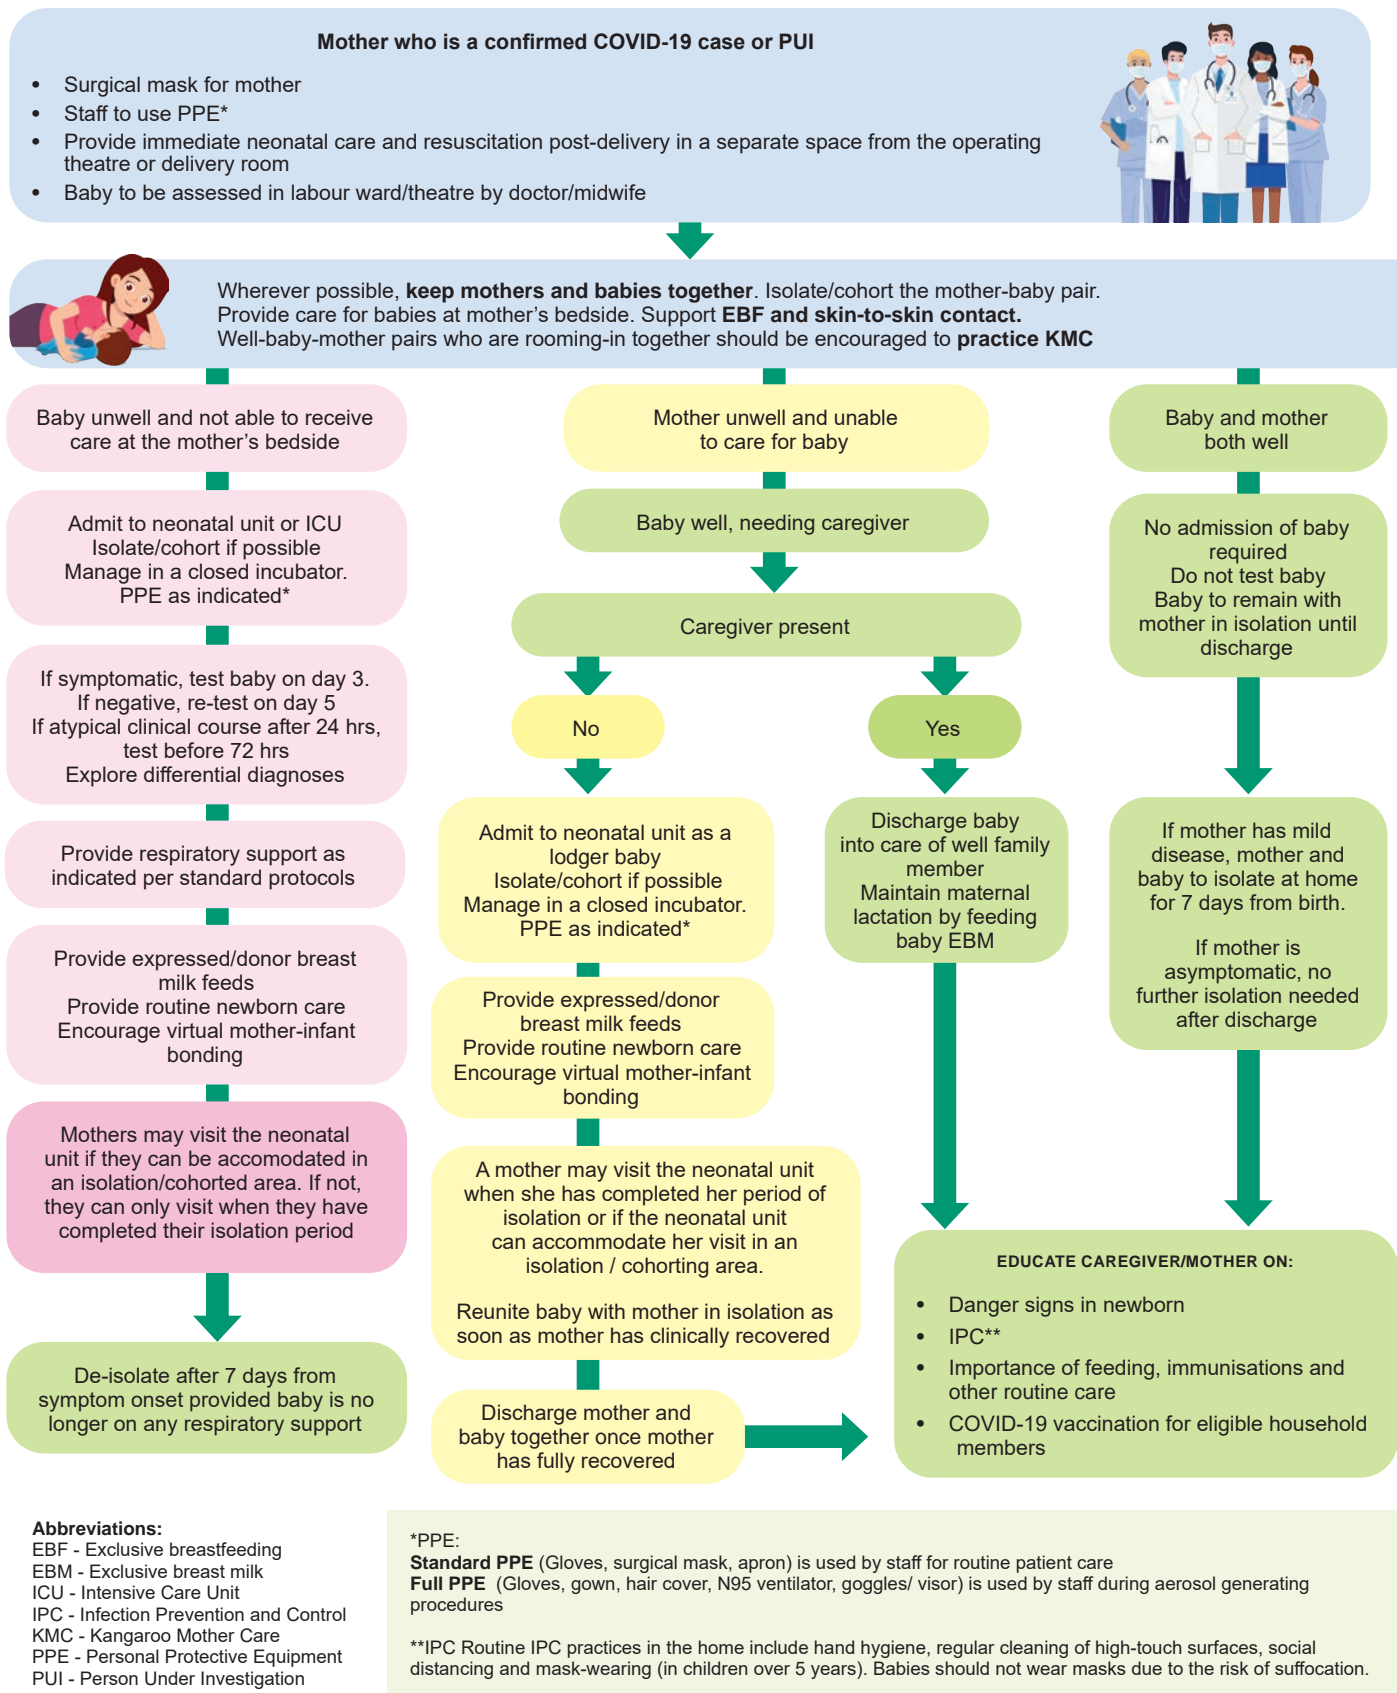 Mother who is a confirmed COVID-19 case or PUI
• Surgical mask for mother
• Staff to use PPE*
• Provide immediate neonatal care and resuscitation post-delivery in a separate space from the operating
theatre or delivery room
• Baby to be assessed in labour ward/theatre by doctor/midwife
Wherever possible, keep mothers and babies together. Isolate/cohort the mother-baby pair.
Provide care for babies at mother's bedside. Support EBF and skin-to-skin contact.
Well-baby-mother pairs who are rooming-in together should be encouraged to practice KMC
Baby unwell and not able to receive
care at the mother's bedside
Admit to neonatal unit or ICU
Isolate/cohort if possible
Manage in a closed incubator.
PPE as indicated*
If symptomatic, test baby on day 3.
If negative, re-test on day 5
If atypical clinical course after 24 hrs,
test before 72 hrs
Explore differential diagnoses
Provide respiratory support as
indicated per standard protocols
Provide expressed/donor breast
milk feeds
Provide routine newborn care
Encourage virtual mother-infant
bonding
Mothers may visit the neonatal
unit if they can be accomodated in
an isolation/cohorted area. If not,
they can only visit when they have
completed their isolation period
De-isolate after 7 days from
symptom onset provided baby is no
longer on any respiratory support
Mother unwell and unable
to care for baby
Baby well, needing caregiver
Caregiver present
No
Admit to neonatal unit as a
lodger baby
Isolate/cohort if possible
Manage in a closed incubator.
PPE as indicated*
Provide expressed/donor
breast milk feeds
Provide routine newborn care
Encourage virtual mother-infant
bonding
A mother may visit the neonatal unit
when she has completed her period of
isolation or if the neonatal unit
can accommodate her visit in an
isolation / cohorting area.
Reunite baby with mother in isolation as
soon as mother has clinically recovered
Discharge mother and
baby together once mother
has fully recovered
Yes
Discharge baby
into care of well family
member
Maintain maternal
lactation by feeding
baby EBM
Baby and mother
both well
No admission of baby
required
Do not test baby
Baby to remain with
mother in isolation until
discharge
If mother has mild
disease, mother and
baby to isolate at home
for 7 days from birth.
If mother is
asymptomatic, no
further isolation needed
after discharge
EDUCATE CAREGIVER/MOTHER ON:
• Danger signs in newborn
• IPC**
• Importance of feeding, immunisations and
other routine care
• COVID-19 vaccination for eligible household
members
Abbreviations:
EBF - Exclusive breastfeeding
EBM - Exclusive breast milk
ICU - Intensive Care Unit
IPC - Infection Prevention and Control
KMC - Kangaroo Mother Care
PPE - Personal Protective Equipment
PUI - Person Under Investigation
*PPE:
Standard PPE (Gloves, surgical mask, apron) is used by staff for routine patient care
Full PPE (Gloves, gown, hair cover, N95 ventilator, goggles/ visor) is used by staff during aerosol generating
procedures
**IPC Routine IPC practices in the home include hand hygiene, regular cleaning of high-touch surfaces, social
distancing and mask-wearing (in children over 5 years). Babies should not wear masks due to the risk of suffocation.